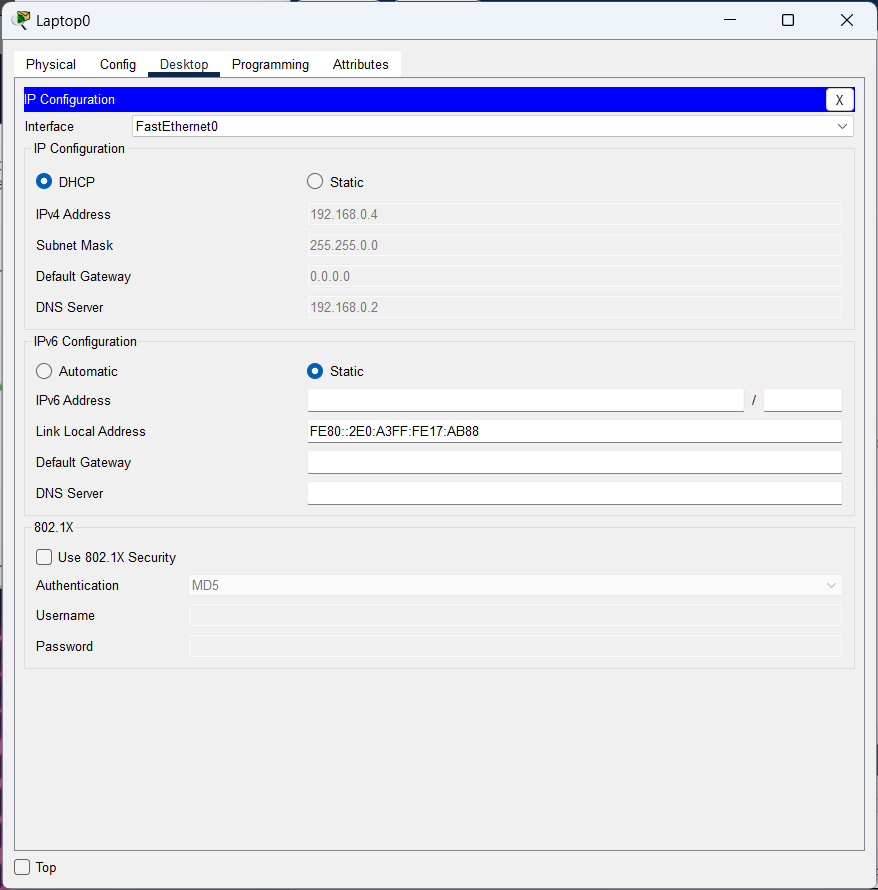 Laptop0
Physical Config Desktop Programming Attributes
IP Configuration X
Interface FastEthernet0
IP Configuration
DHCP Static
IPv4 Address 192.168.0.4
Subnet Mask 255.255.0.0
Default Gateway 0.0.0.0
DNS Server 192.168.0.2
IPv6 Configuration
Automatic Static
IPv6 Address /
Link Local Address FE80::2E0:A3FF:FE17:AB88
Default Gateway
DNS Server
802.1X
Use 802.1X Security
Authentication MD5
Username
Password
Top